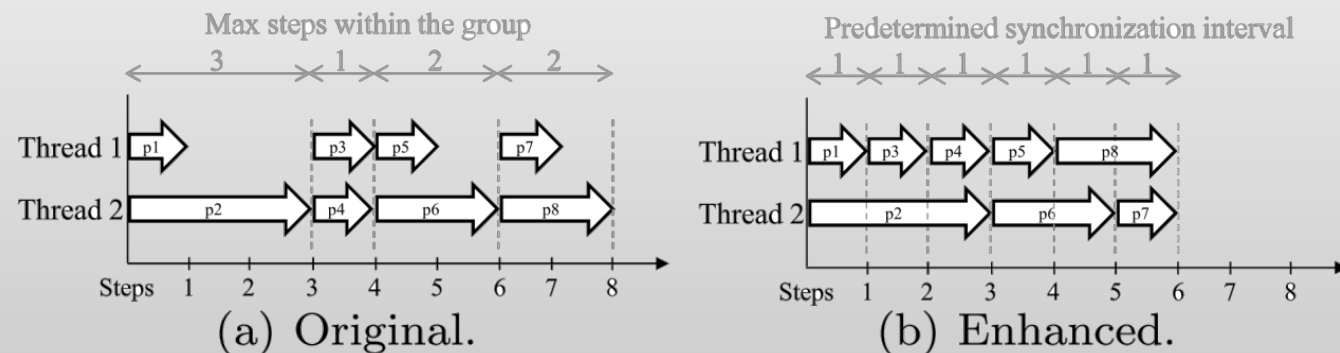 Max steps within the group
3 1 2 2
Thread 1 p1 p3 p5 p7
Thread 2 p2 p4 p6 p8
Steps 1 2 3 4 5 6 7 8
(a) Original.
Predetermined synchronization interval
1 1 1 1 1 1
Thread 1 p1 p3 p4 p5 p8
Thread 2 p2 p6 p7
Steps 1 2 3 4 5 6 7 8
(b) Enhanced.